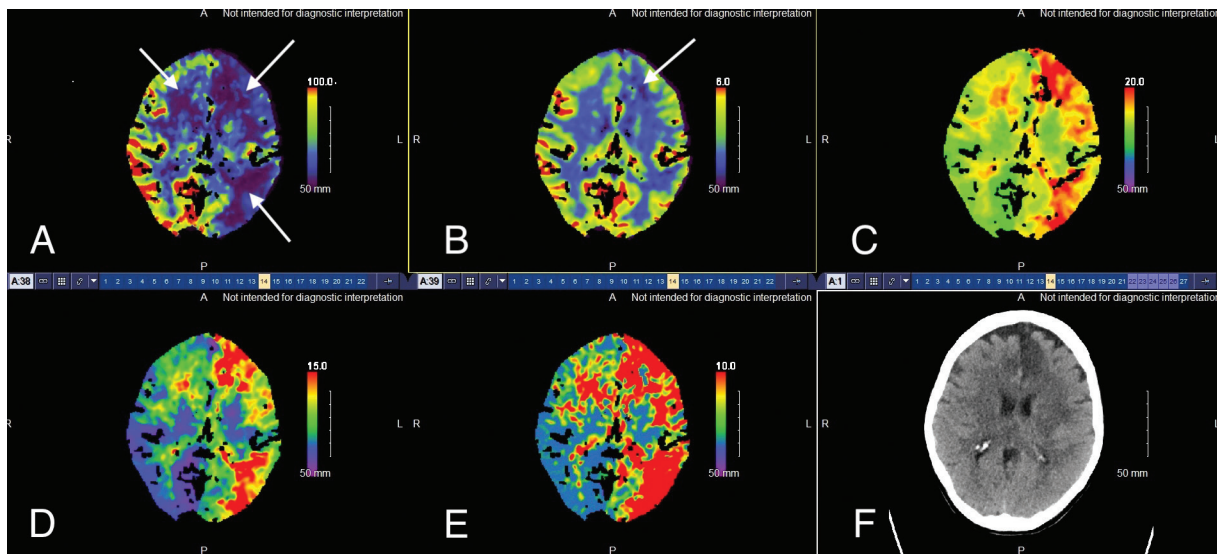 A Not intended for diagnostic interpretation
100.0
R
50 mm
A
A Not intended for diagnostic interpretation
6.0
R L
50 mm
B
P
A Not intended for diagnostic interpretation
20.0
R L
50 mm
C
A:38 1 2 3 4 5 6 7 8 9 10 11 12 13 14 15 16 17 18 19 20 21 22
A:39 1 2 3 4 5 6 7 8 9 10 11 12 13 14 15 16 17 18 19 20 21 22
A:1 1 2 3 4 5 6 7 8 9 10 11 12 13 14 15 16 17 18 19 20 21 22 23 24 25 26 27
A Not intended for diagnostic interpretation
15.0
R
50 mm
D
A Not intended for diagnostic interpretation
10.0
R L
50 mm
E
P
A Not intended for diagnostic interpretation
R L
50 mm
F